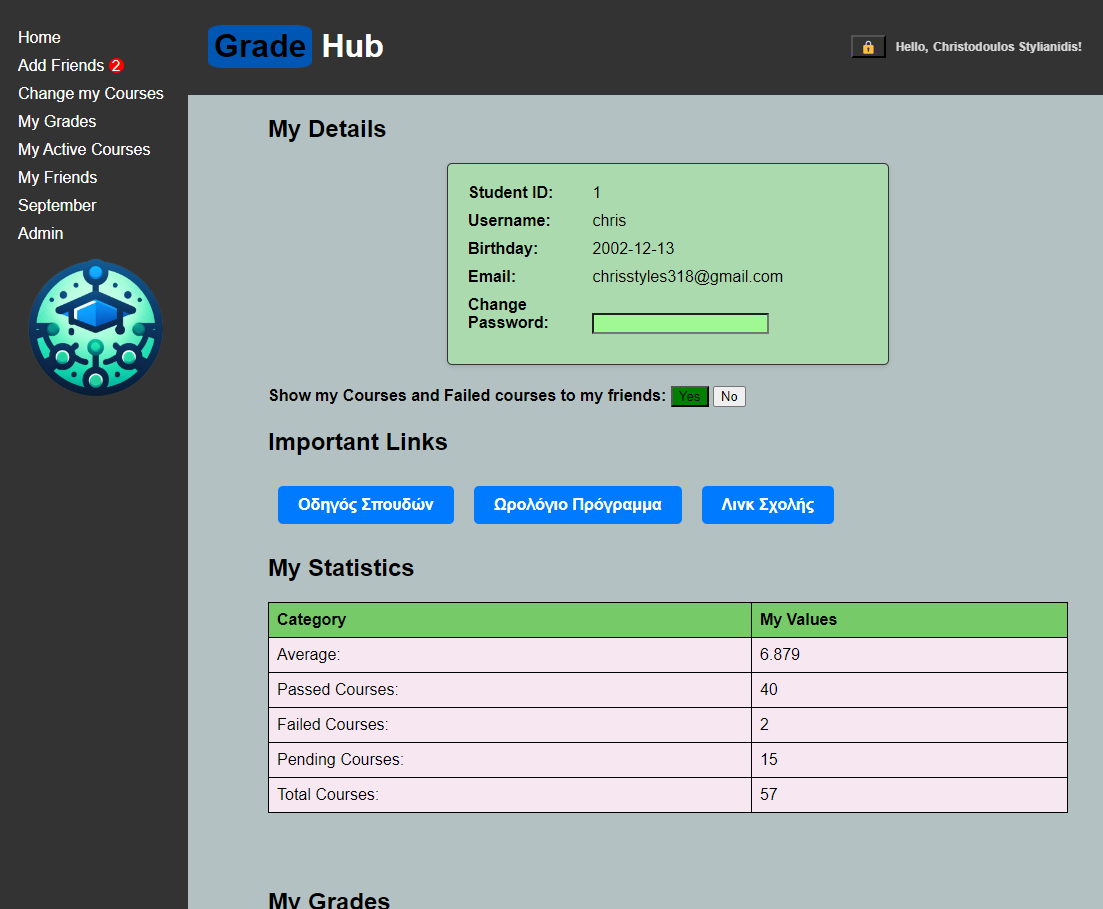 Home
Add Friends 2
Change my Courses
My Grades
My Active Courses
My Friends
September
Admin
Grade Hub
Hello, Christodoulos Stylianidis!
My Details
Student ID: 1
Username: chris
Birthday: 2002-12-13
Email: chrisstyles318@gmail.com
Change
Password:
Show my Courses and Failed courses to my friends: Yes No
Important Links
Οδηγός Σπουδών Ωρολόγιο Πρόγραμμα Λινκ Σχολής
My Statistics
Category My Values
Average: 6.879
Passed Courses: 40
Failed Courses: 2
Pending Courses: 15
Total Courses: 57
My Grades